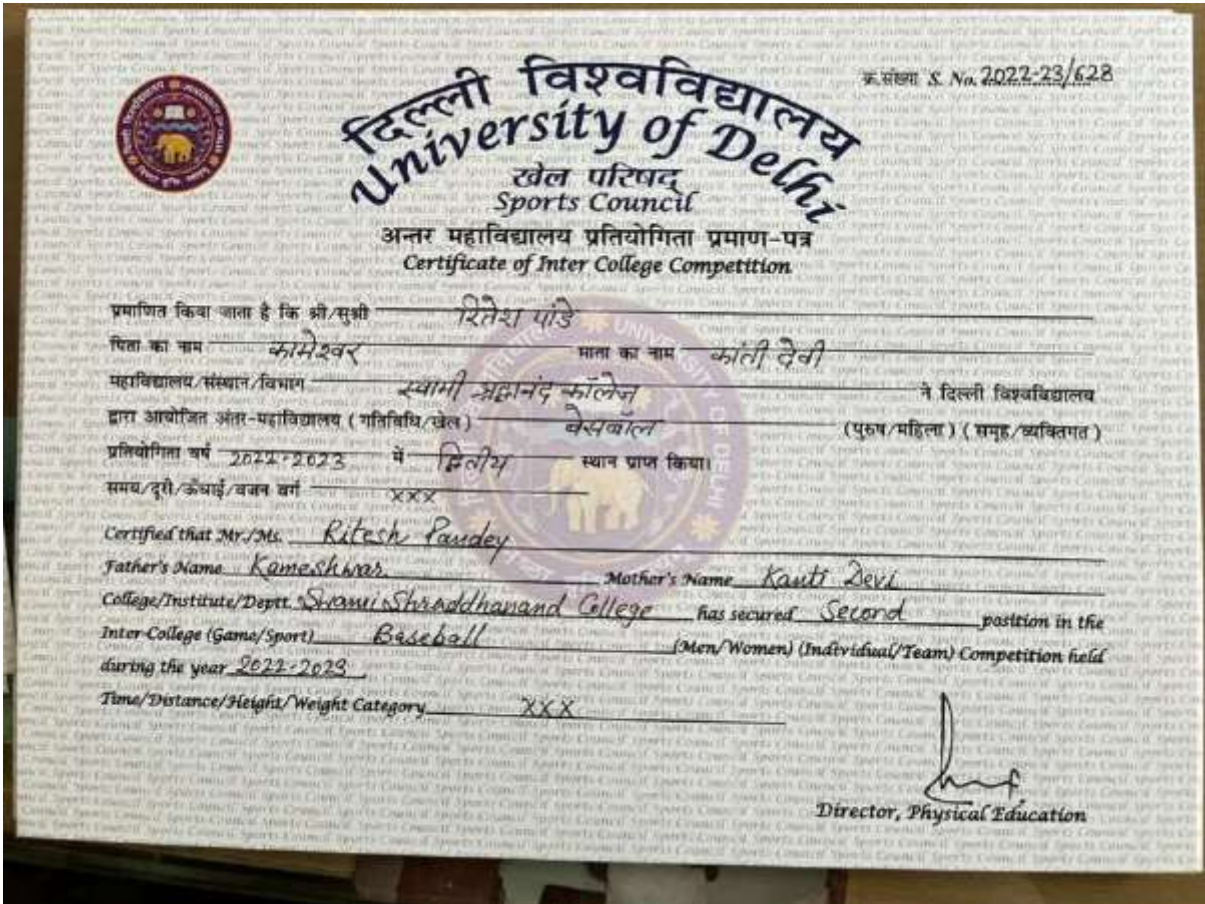 क्र.संख्या S. No. 2022-23/628
दिल्ली विश्वविद्यालय
University of Delhi
खेल परिषद्
Sports Council
अन्तर महाविद्यालय प्रतियोगिता प्रमाण-पत्र
Certificate of Inter College Competition
प्रमाणित किया जाता है कि श्री/सुश्री रितेश पांडे
पिता का नाम कामेश्वर माता का नाम कांती देवी
महाविद्यालय/संस्थान/विभाग स्वामी श्रद्धानंद कॉलेज ने दिल्ली विश्वविद्यालय
द्वारा आयोजित अंतर-महाविद्यालय (गतिविधि/खेल) बेसबॉल (पुरुष/महिला) (समूह/व्यक्तिगत)
प्रतियोगिता वर्ष 2022-2023 में द्वितीय स्थान प्राप्त किया।
समय/दूरी/ऊँचाई/वजन वर्ग xxx
Certified that Mr./Ms. Ritesh Pandey
Father's Name Kameshwar Mother's Name Kanti Devi
College/Institute/Deptt. Swami Shraddhanand College has secured Second position in the
Inter-College (Game/Sport) Baseball (Men/Women) (Individual/Team) Competition held
during the year 2022-2023
Time/Distance/Height/Weight Category XXX
Director, Physical Education